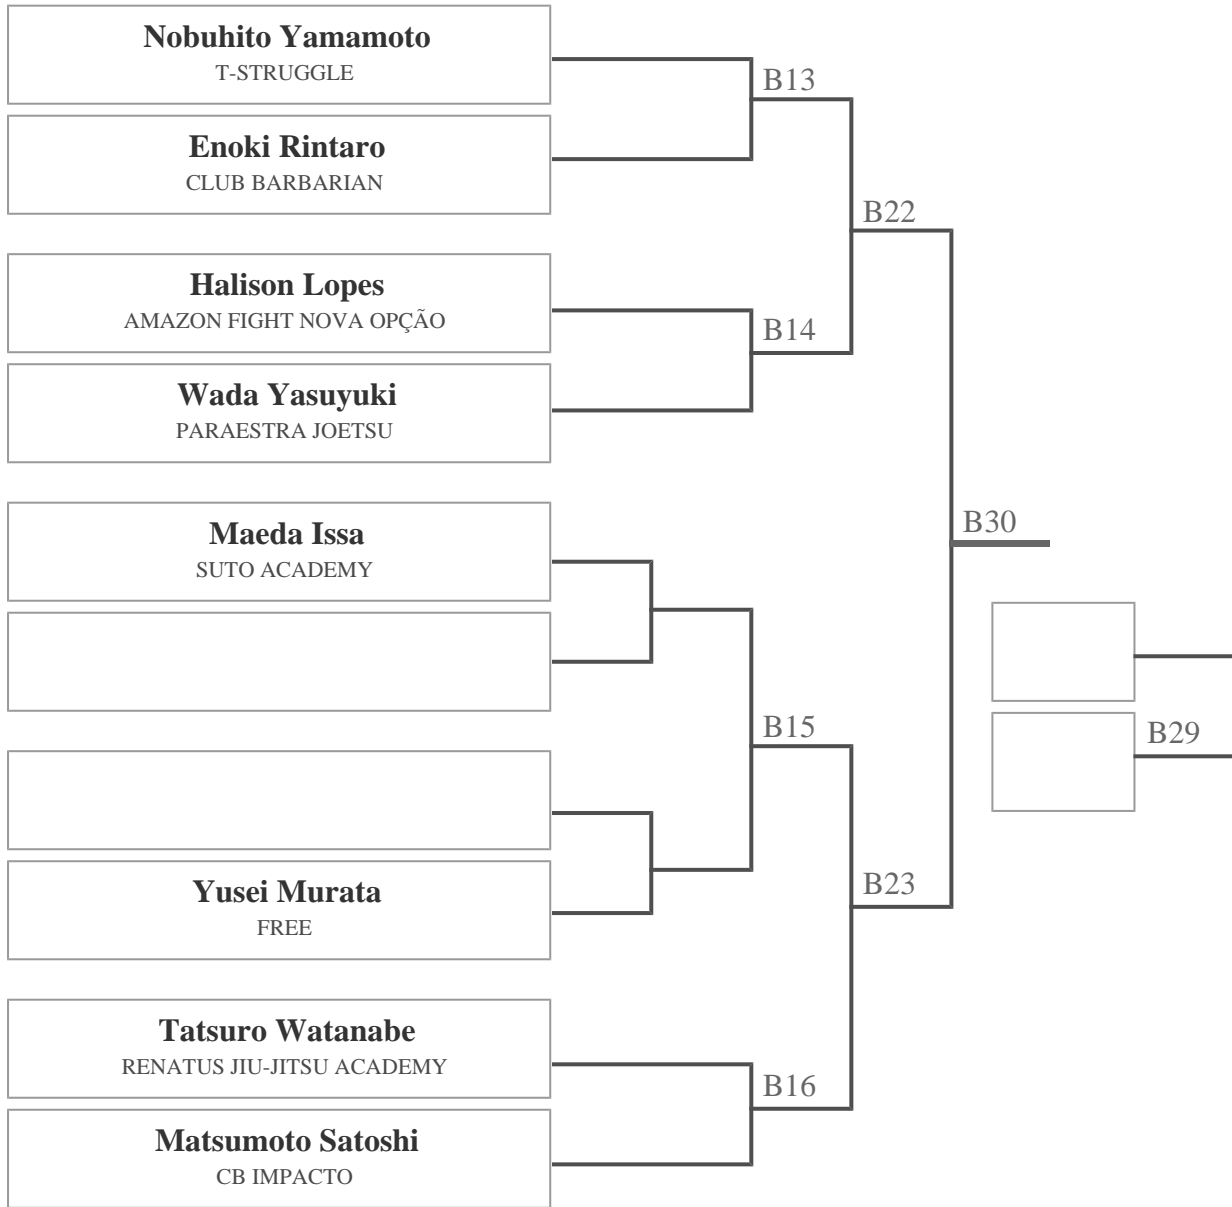 Nobuhito Yamamoto
T-STRUGGLE
B13
Enoki Rintaro
CLUB BARBARIAN
B22
Halison Lopes
AMAZON FIGHT NOVA OPÇÃO
B14
Wada Yasuyuki
PARAESTRA JOETSU
Maeda Issa
SUTO ACADEMY
B30
B15
B29
Yusei Murata
FREE
B23
Tatsuro Watanabe
RENATUS JIU-JITSU ACADEMY
B16
Matsumoto Satoshi
CB IMPACTO